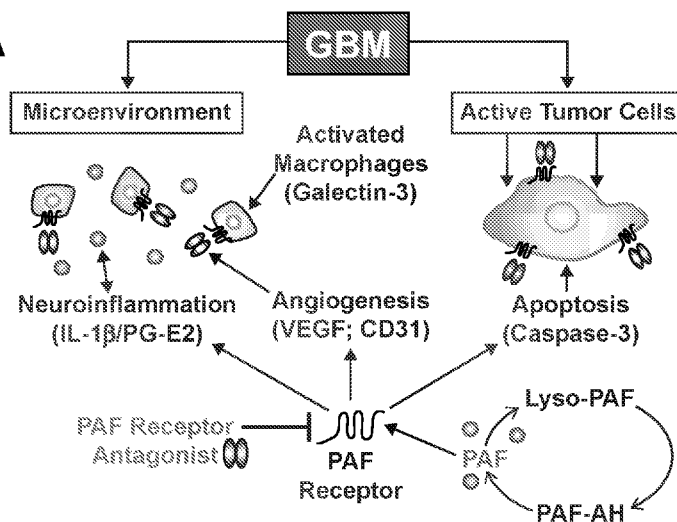 A
GBM
Microenvironment
Active Tumor Cells
Activated
Macrophages
(Galectin-3)
Neuroinflammation
(IL-1β/PG-E2)
Angiogenesis
(VEGF; CD31)
Apoptosis
(Caspase-3)
PAF Receptor
Antagonist
PAF
Receptor
Lyso-PAF
PAF
PAF-AH